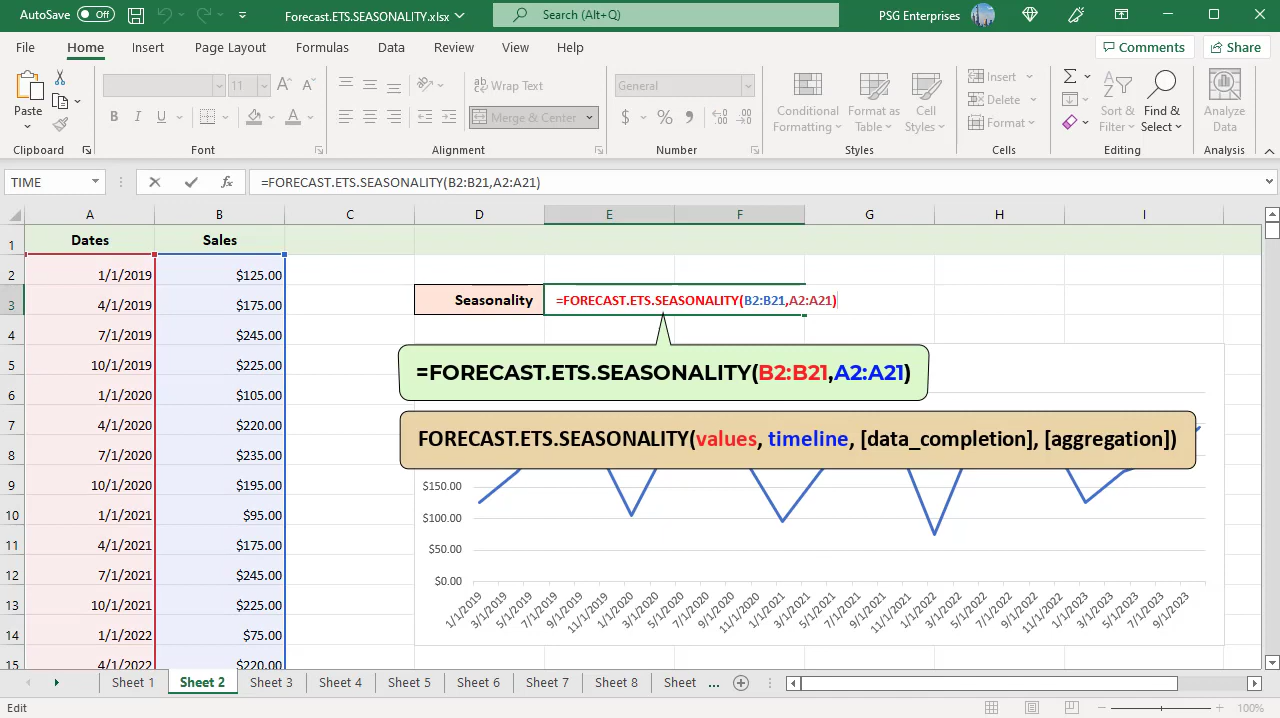 AutoSave Off Forecast.ETS.SEASONALITY.xlsx Search (Alt+Q) PSG Enterprises
File Home Insert Page Layout Formulas Data Review View Help Comments Share
Paste 11 Wrap Text General Insert Conditional Format as Cell Sort & Find & Analyze
Merge & Center $ % Delete Formatting Table Styles Format Filter Select Data
Clipboard Font Alignment Number Styles Cells Editing Analysis
TIME =FORECAST.ETS.SEASONALITY(B2:B21,A2:A21)
A B C D E F G H I
1 Dates Sales
2 1/1/2019 $125.00
3 4/1/2019 $175.00 Seasonality =FORECAST.ETS.SEASONALITY(B2:B21,A2:A21)
4 7/1/2019 $245.00
5 10/1/2019 $225.00
=FORECAST.ETS.SEASONALITY(B2:B21,A2:A21)
6 1/1/2020 $105.00
7 4/1/2020 $220.00
FORECAST.ETS.SEASONALITY(values, timeline, [data_completion], [aggregation])
8 7/1/2020 $235.00
9 10/1/2020 $195.00
10 1/1/2021 $95.00
11 4/1/2021 $175.00
12 7/1/2021 $245.00
13 10/1/2021 $225.00
14 1/1/2022 $75.00
15 4/1/2022 $220.00
$150.00
$100.00
$50.00
$0.00
1/1/2019 3/1/2019 5/1/2019 7/1/2019 9/1/2019 11/1/2019 1/1/2020 3/1/2020 5/1/2020 7/1/2020 9/1/2020 11/1/2020 1/1/2021 3/1/2021 5/1/2021 7/1/2021 9/1/2021 11/1/2021 1/1/2022 3/1/2022 5/1/2022 7/1/2022 9/1/2022 11/1/2022 1/1/2023 3/1/2023 5/1/2023 7/1/2023 9/1/2023
Sheet 1 Sheet 2 Sheet 3 Sheet 4 Sheet 5 Sheet 6 Sheet 7 Sheet 8 Sheet ...
Edit 100%